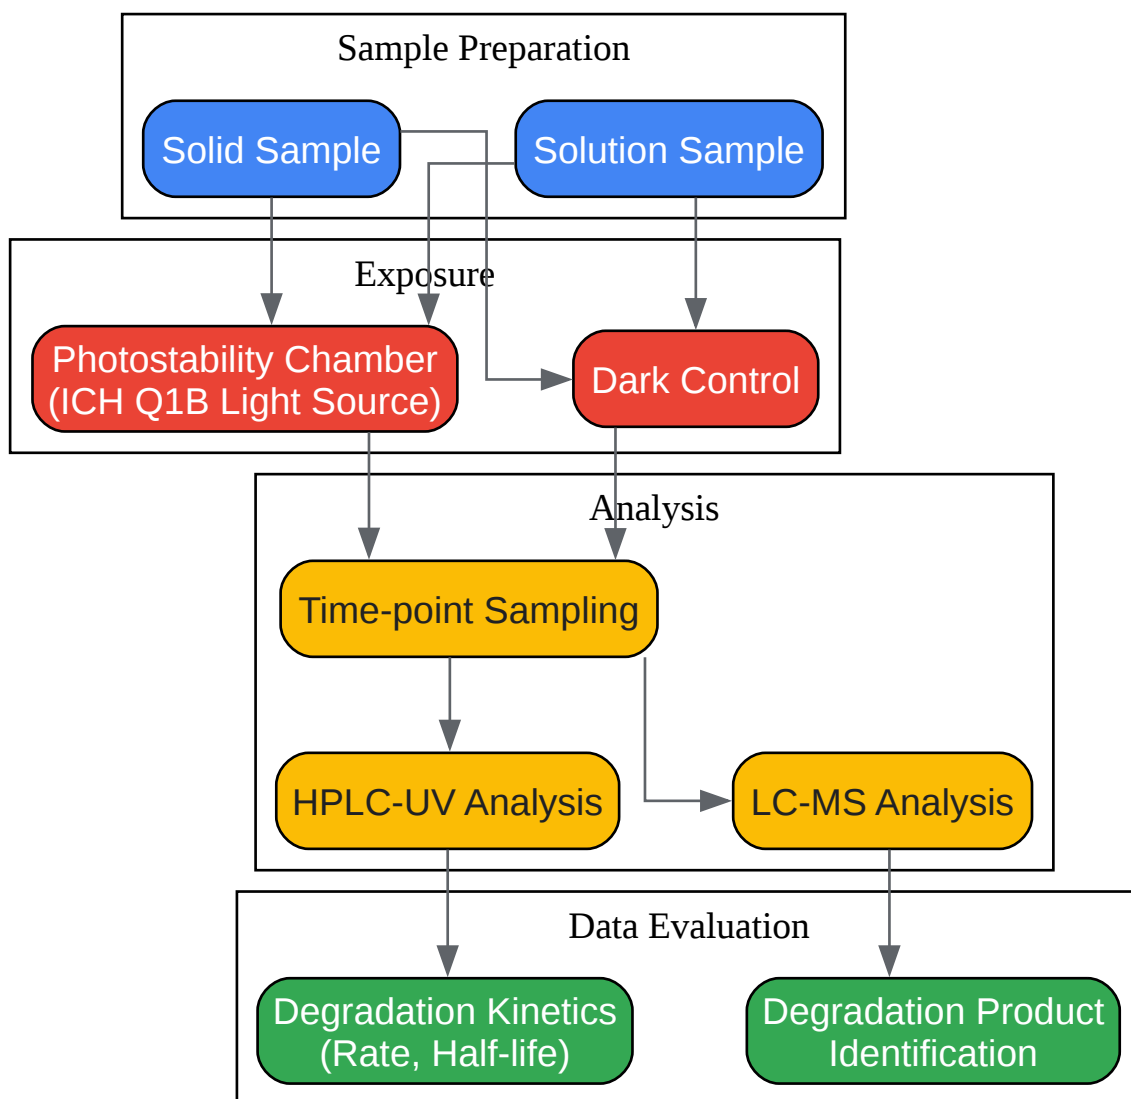 Sample Preparation
Solid Sample
Solution Sample
Exposure
Photostability Chamber
(ICH Q1B Light Source)
Dark Control
Analysis
Time-point Sampling
HPLC-UV Analysis
LC-MS Analysis
Data Evaluation
Degradation Kinetics
(Rate, Half-life)
Degradation Product
Identification